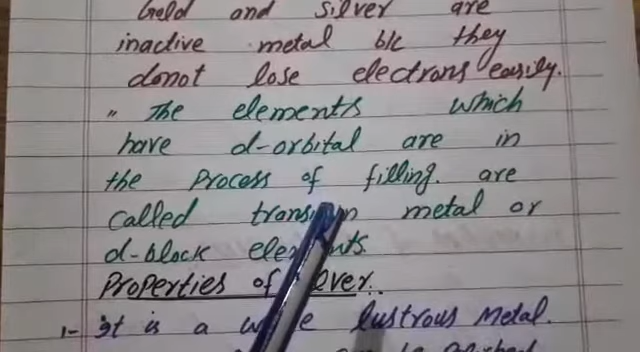 Gold and silver are
inactive metal b/c they
donot lose electrons easily.
" The elements which
have d-orbital are in
the process of filling. are
called metal or
d-block
Properties of
1- It is a lustrous metal.